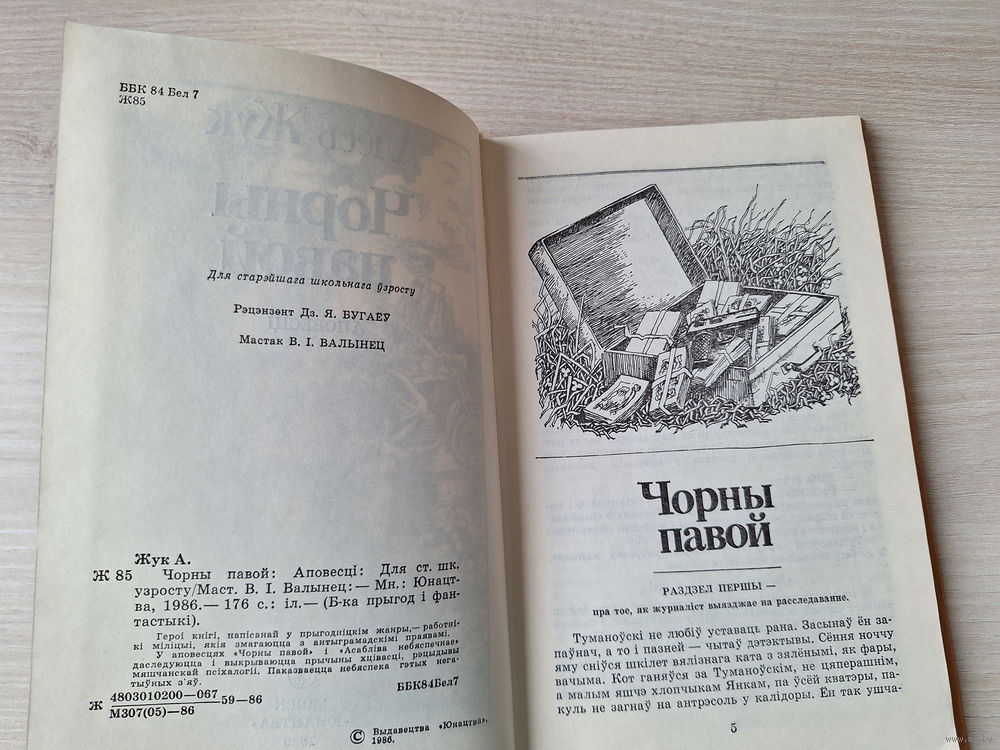 ББК 84 Бел 7
Ж85
Для старэйшага школьнага ўзросту
Рэцэнзент Дз. Я. БУГАЁУ
Мастак В. І. ВАЛЫНЕЦ
Жук А.
Ж 85 Чорны павой: Аповесці: Для ст. шк.
узросту/Маст. В. І. Валынец:— Мн.: Юнацт-
ва, 1986.— 176 с.: іл.— (Б-ка прыгод і фан-
тастыкі).
Героі кнігі, напісанай у прыгодніцкім жанры,— работні-
кі міліцыі, якія змагаюцца з антыграмадскімі праявамі.
У аповесцях «Чорны павой» і «Асабліва небяспечнае»
даследуюцца і выкрываюцца прычыны хцівасці, рэцыдывы
мяшчанскай псіхалогіі. Паказваецца небяспека гэтых нега-
тыўных з'яў.
Ж 4803010200—067 59—86
М307(05)—86
ББК84Бел7
© Выдавецтва «Юнацтва»,
1986.
Чорны
павой
РАЗДЗЕЛ ПЕРШЫ —
пра тое, як журналіст выязджае на расследаванне.
Туманоўскі не любіў уставаць рана. Засынаў ён за-
паўнач, а то і пазней — чытаў дэтэктывы. Сёння ноччу
яму сніўся шкілет вялізнага ката з зялёнымі, як фары,
вачыма. Кот ганяўся за Туманоўскім, не цяперашнім,
а малым яшчэ хлопчыкам Янкам, па ўсёй кватэры, па-
куль не загнаў на антрэсоль у калідоры. Ён так ушча-
5